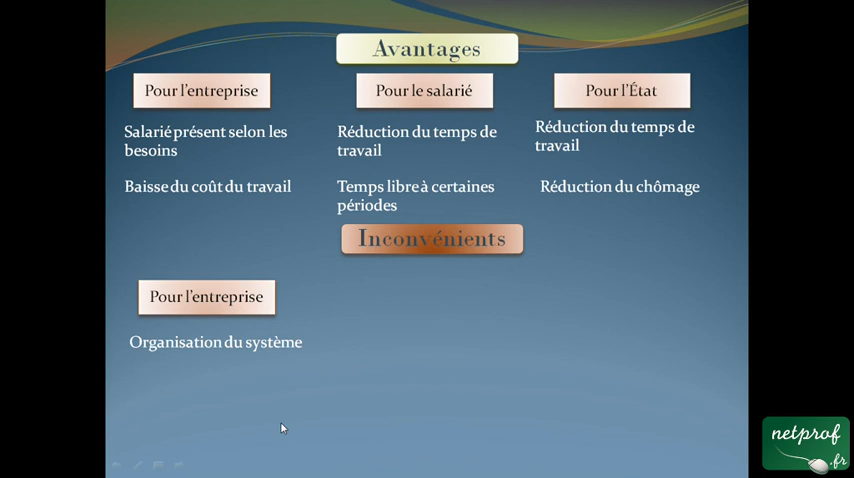 Avantages
Pour l'entreprise
Salarié présent selon les
besoins
Baisse du coût du travail
Pour le salarié
Réduction du temps de
travail
Temps libre à certaines
périodes
Pour l'État
Réduction du temps de
travail
Réduction du chômage
Inconvénients
Pour l'entreprise
Organisation du système
netprof
.fr